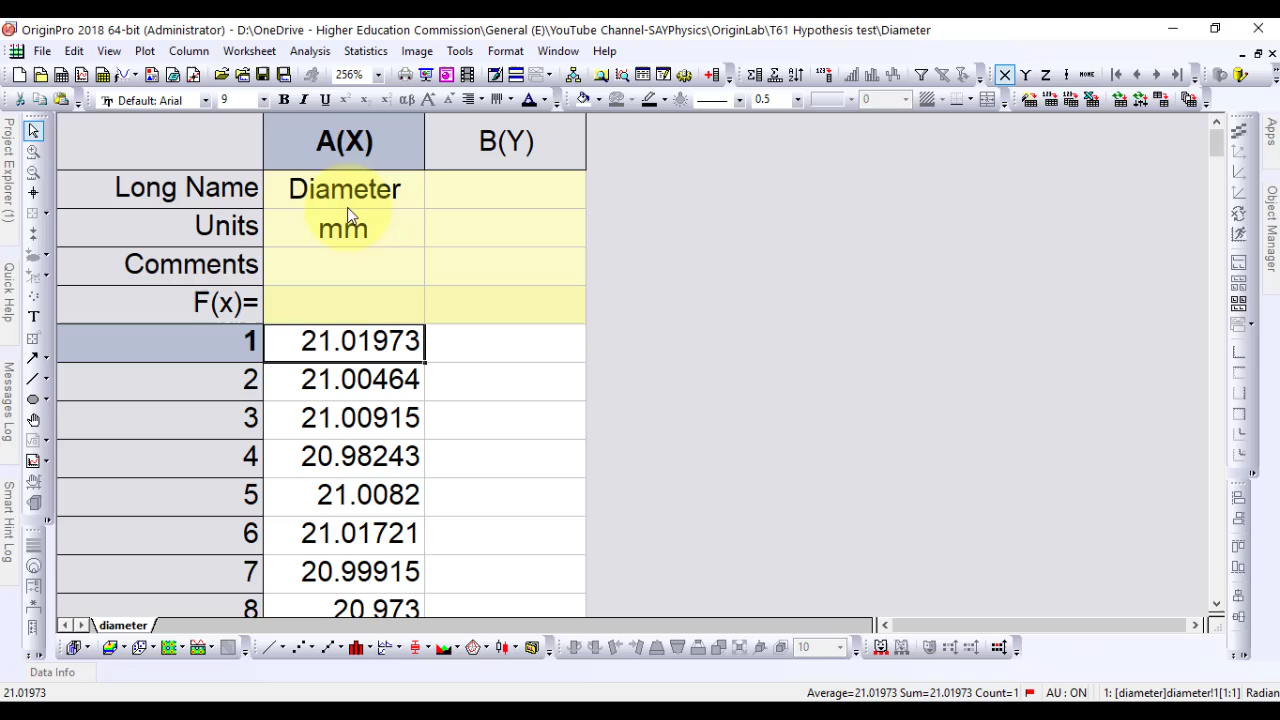 OriginPro 2018 64-bit (Administrator) - D:\OneDrive - Higher Education Commission\General (E)\YouTube Channel-SAYPhysics\OriginLab\T61 Hypothesis test\Diameter
File Edit View Plot Column Worksheet Analysis Statistics Image Tools Format Window Help
256%
Default: Arial 9 B I U αβ A A A 0.5 0
X Y Z NONE
A(X) B(Y)
Long Name Diameter
Units mm
Comments
F(x)=
1 21.01973
2 21.00464
3 21.00915
4 20.98243
5 21.0082
6 21.01721
7 20.99915
8 20.973
Project Explorer (1)
Quick Help
Messages Log
Smart Hint Log
Apps
Object Manager
diameter
10
Data Info
21.01973 Average=21.01973 Sum=21.01973 Count=1 AU : ON 1: [diameter]diameter!1[1:1] Radian